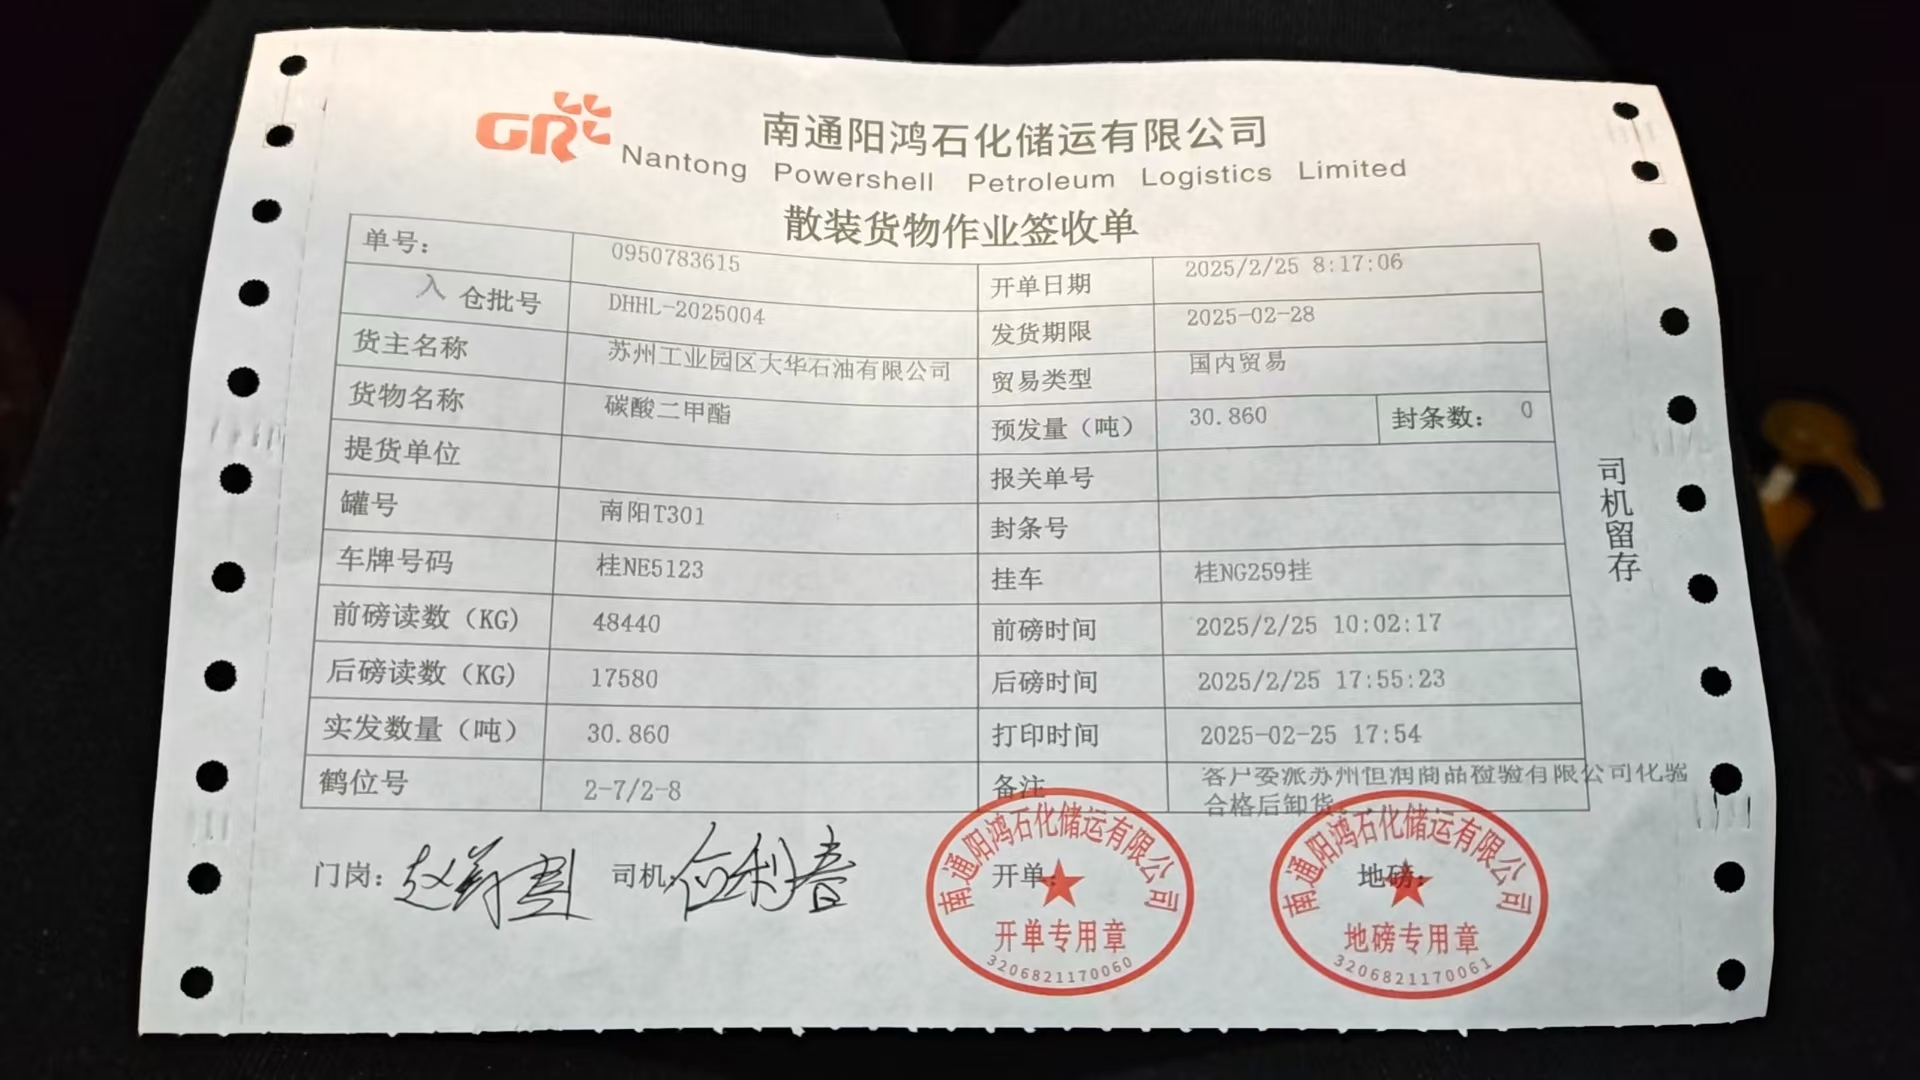 GR
南通阳鸿石化储运有限公司
Nantong Powershell Petroleum Logistics Limited
散装货物作业签收单
单号： 0950783615 开单日期 2025/2/25 8:17:06
入 仓批号 DHHL-2025004 发货期限 2025-02-28
货主名称 苏州工业园区大华石油有限公司 贸易类型 国内贸易
货物名称 碳酸二甲酯 预发量（吨） 30.860 封条数： 0
提货单位 报关单号
罐号 南阳T301 封条号
车牌号码 桂NE5123 挂车 桂NG259挂
前磅读数（KG) 48440 前磅时间 2025/2/25 10:02:17
后磅读数（KG) 17580 后磅时间 2025/2/25 17:55:23
实发数量（吨） 30.860 打印时间 2025-02-25 17:54
鹤位号 2-7/2-8 备注 客户委派苏州恒润商品检验有限公司化验
合格后卸货。
司机留存
门岗： 司机： 开单： 地磅：
南通阳鸿石化储运有限公司
开单专用章
3206821170060
南通阳鸿石化储运有限公司
地磅专用章
3206821170061